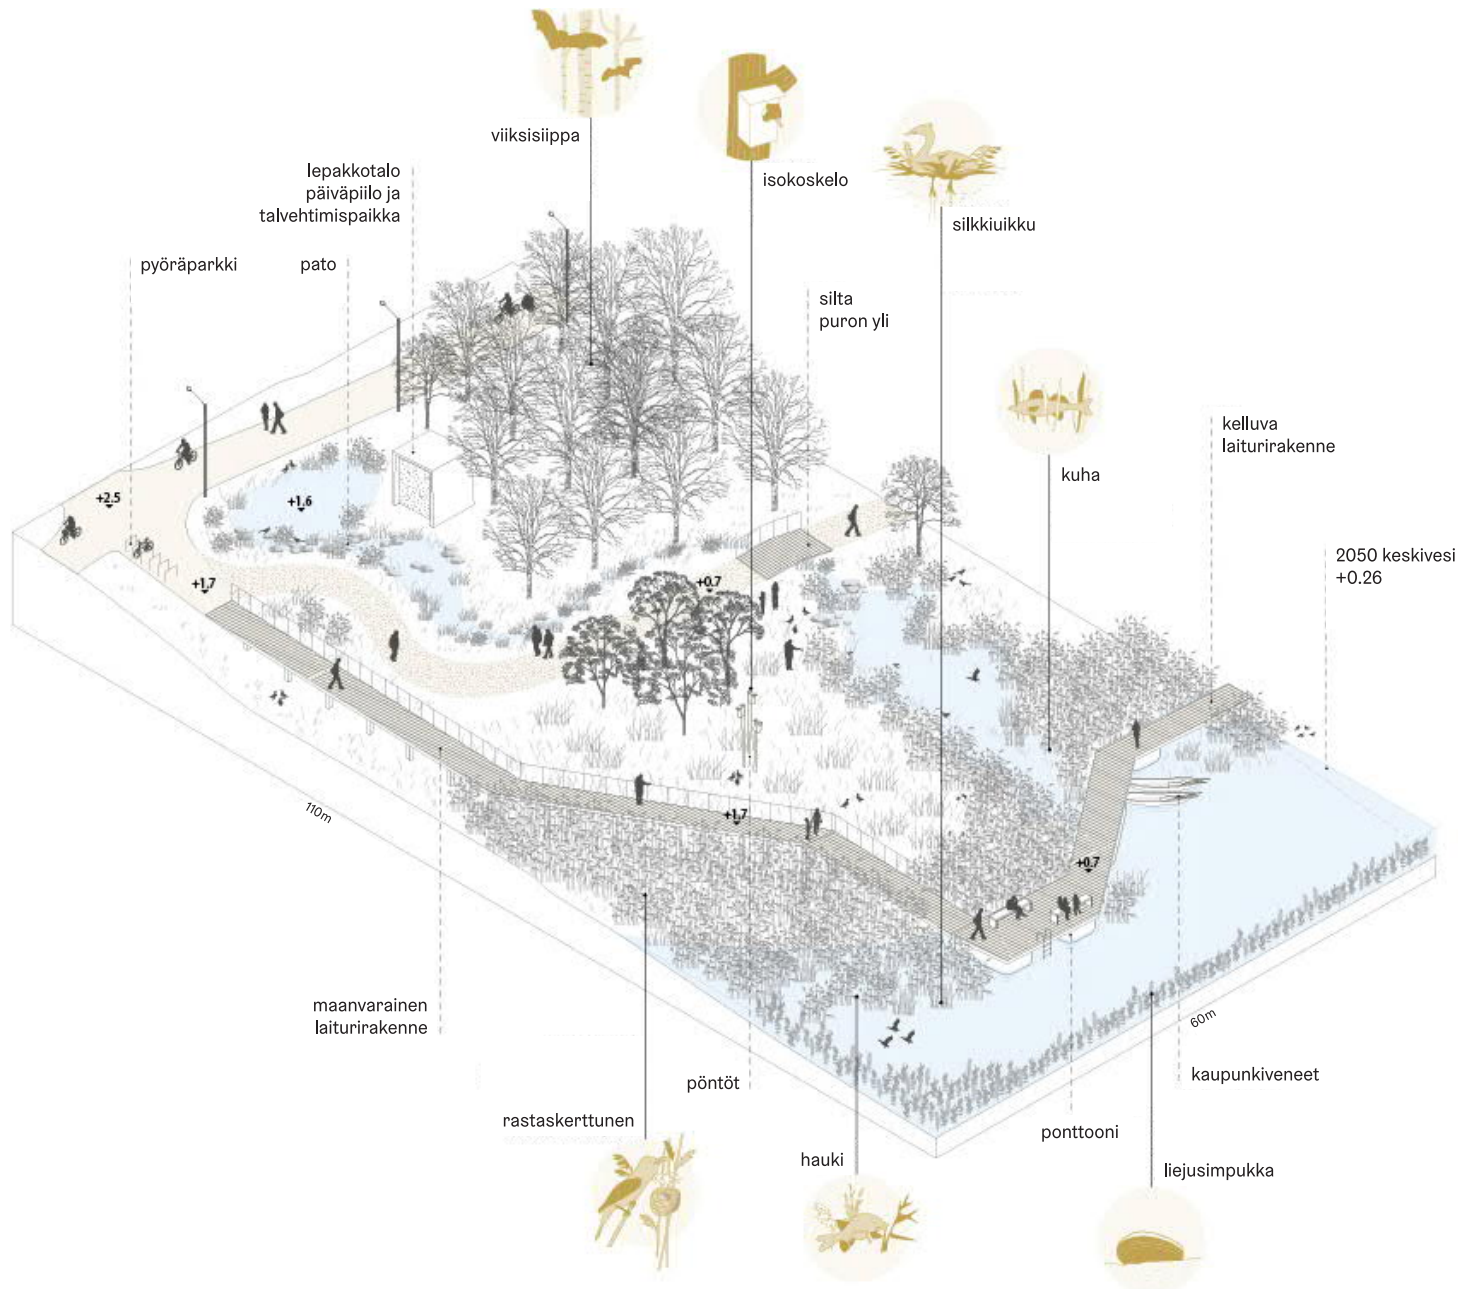 viiksisiippa
isokoskelo
lepakkotalo
päiväpiilo ja
talvehtimispaikka
silkkiuikku
pyöräparkki
pato
silta
puron yli
kelluva
laiturirakenne
kuha
+2.5
+1.6
2050 keskivesi
+0.26
+1.7
+0.7
110m
+1.7
+0.7
maanvarainen
laiturirakenne
60m
pöntöt
kaupunkiveneet
rastaskerttunen
ponttooni
hauki
liejusimpukka